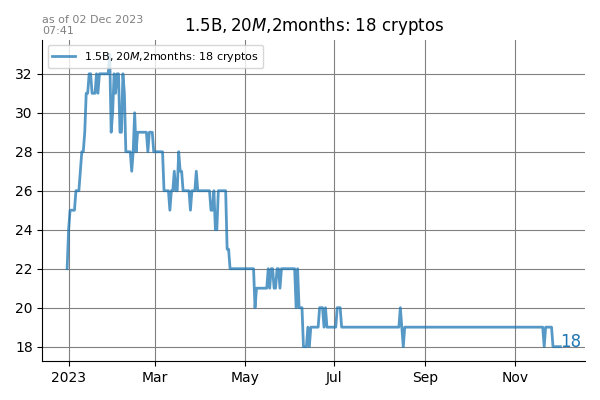 as of 02 Dec 2023
07:41
1.5B,20M,2months: 18 cryptos
1.5B,20M,2months: 18 cryptos
32
30
28
26
24
22
20
18
18
2023 Mar May Jul Sep Nov